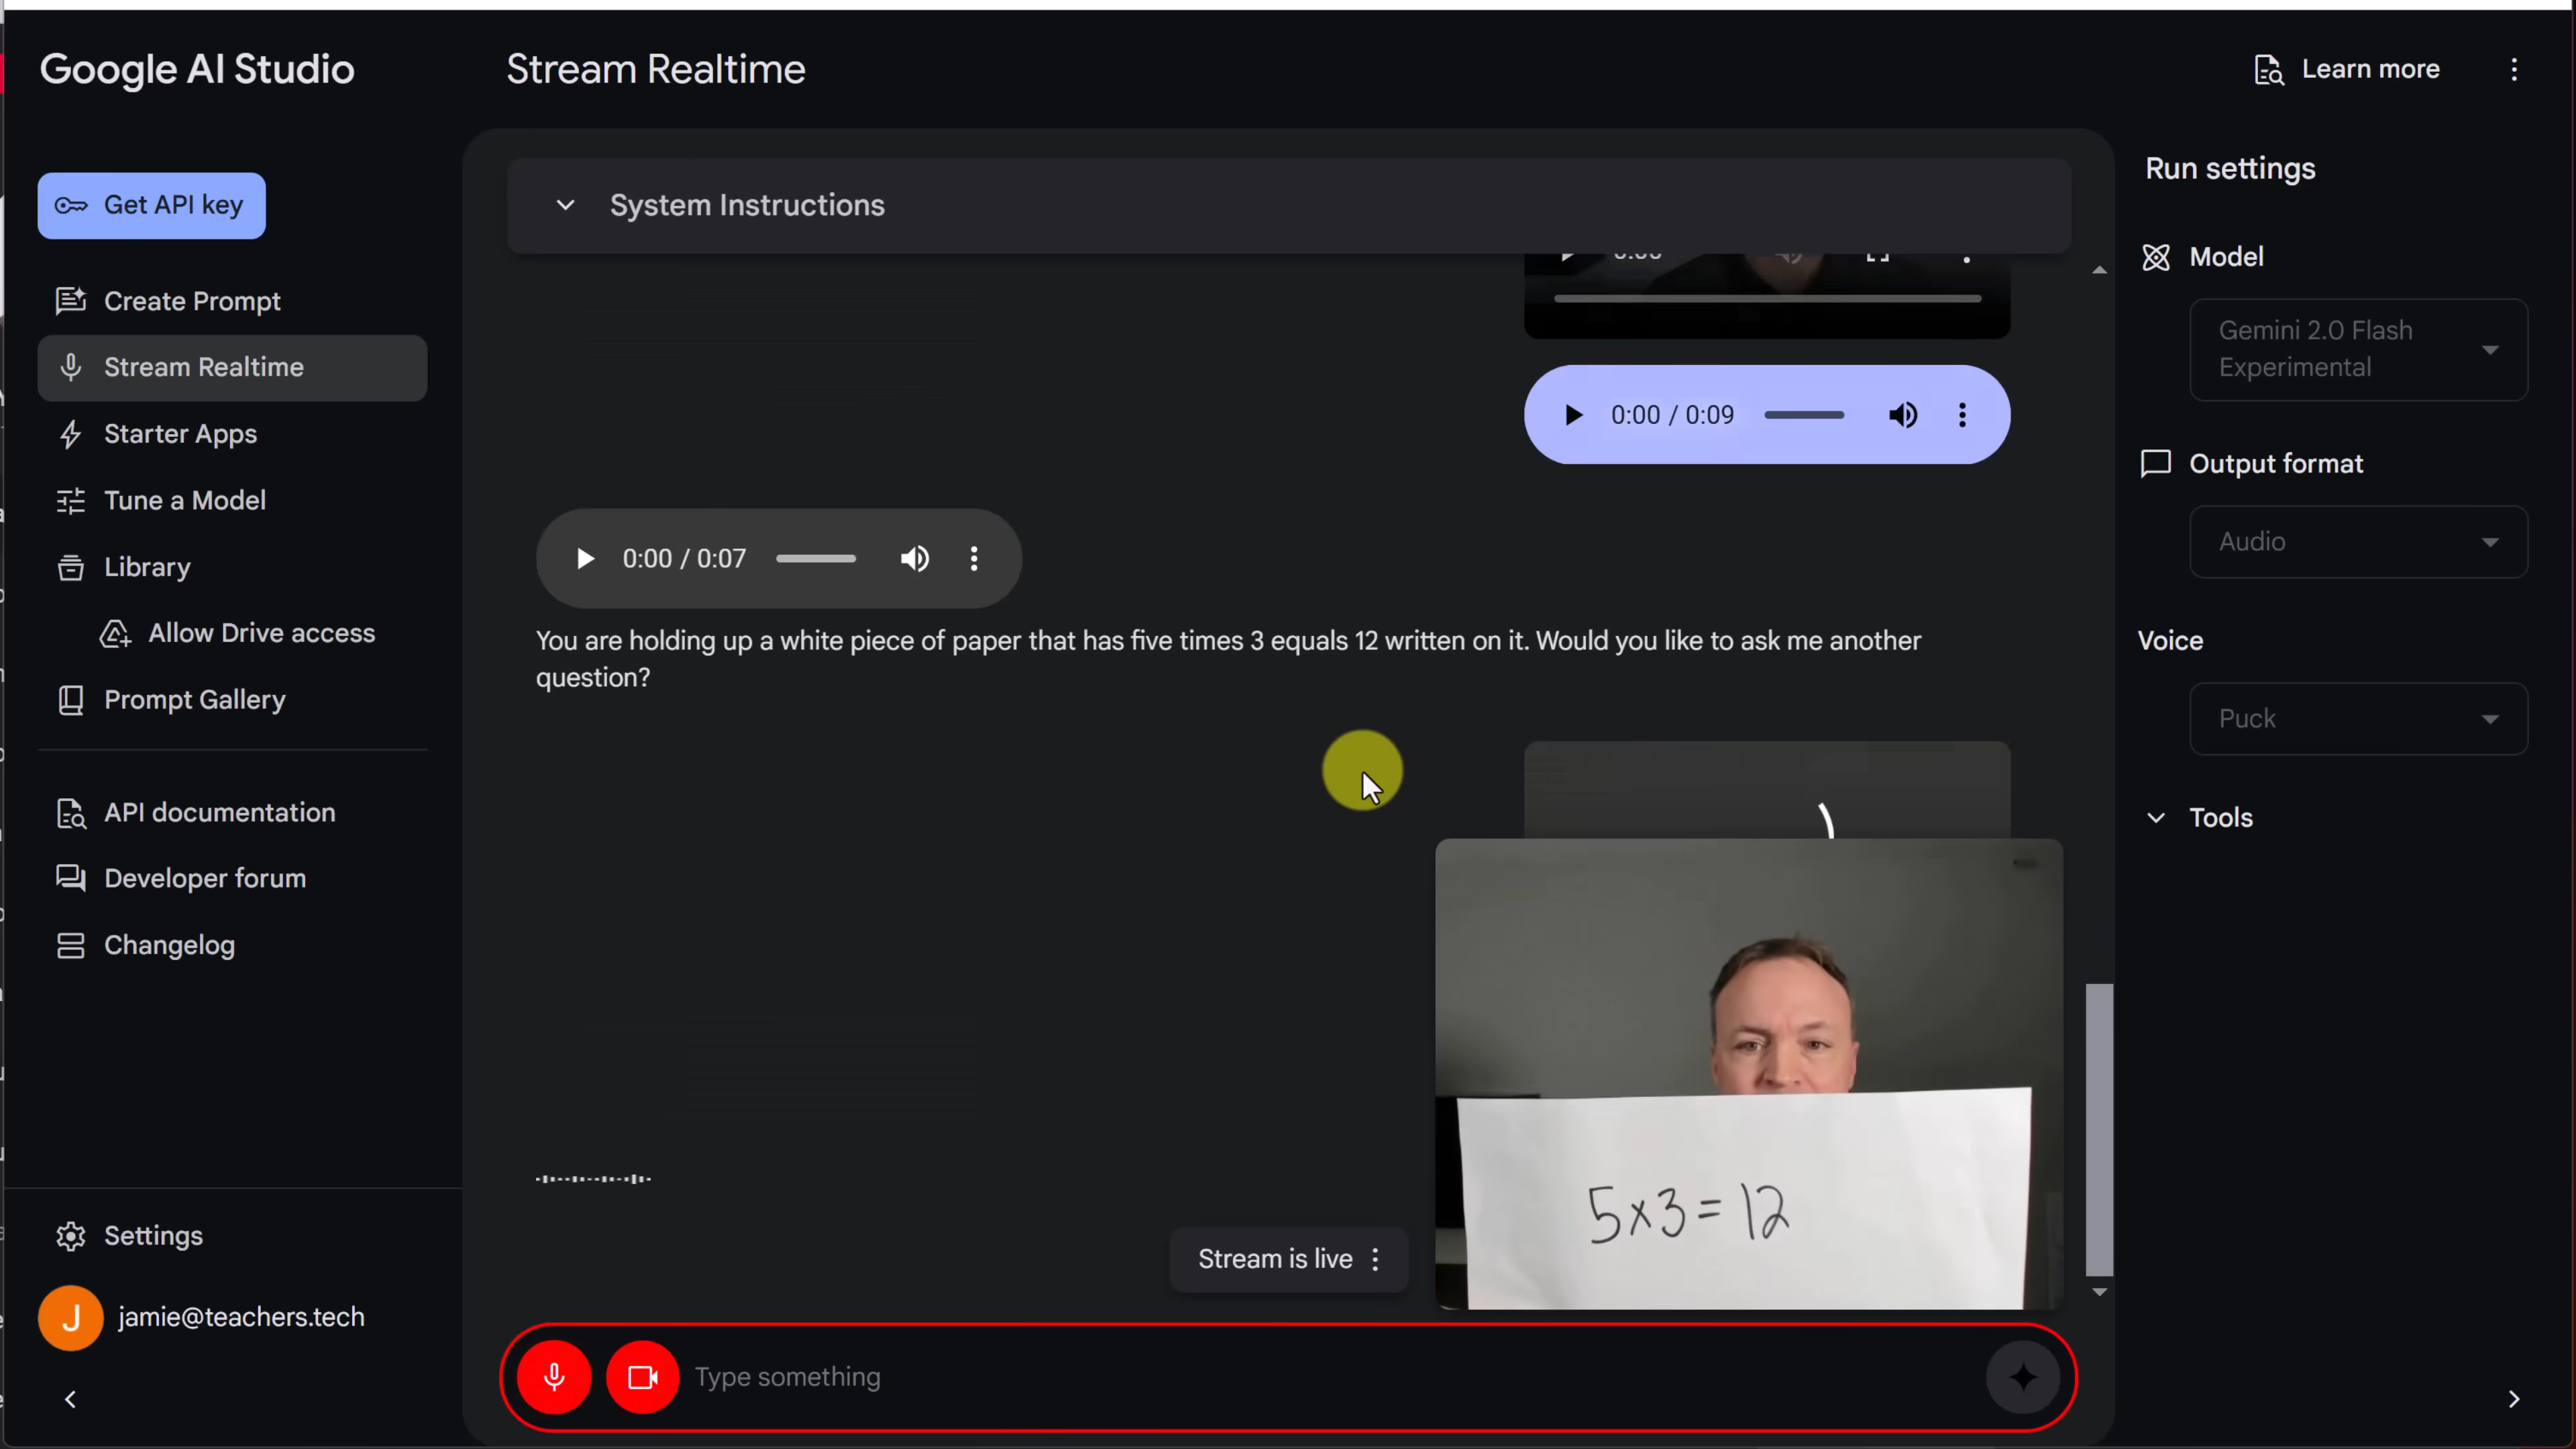 Google AI Studio
Stream Realtime
Learn more
Get API key
Create Prompt
Stream Realtime
Starter Apps
Tune a Model
Library
Allow Drive access
Prompt Gallery
API documentation
Developer forum
Changelog
Settings
J
jamie@teachers.tech
System Instructions
0:00 / 0:09
0:00 / 0:07
You are holding up a white piece of paper that has five times 3 equals 12 written on it. Would you like to ask me another
question?
5x3=12
Stream is live
Type something
Run settings
Model
Gemini 2.0 Flash
Experimental
Output format
Audio
Voice
Puck
Tools